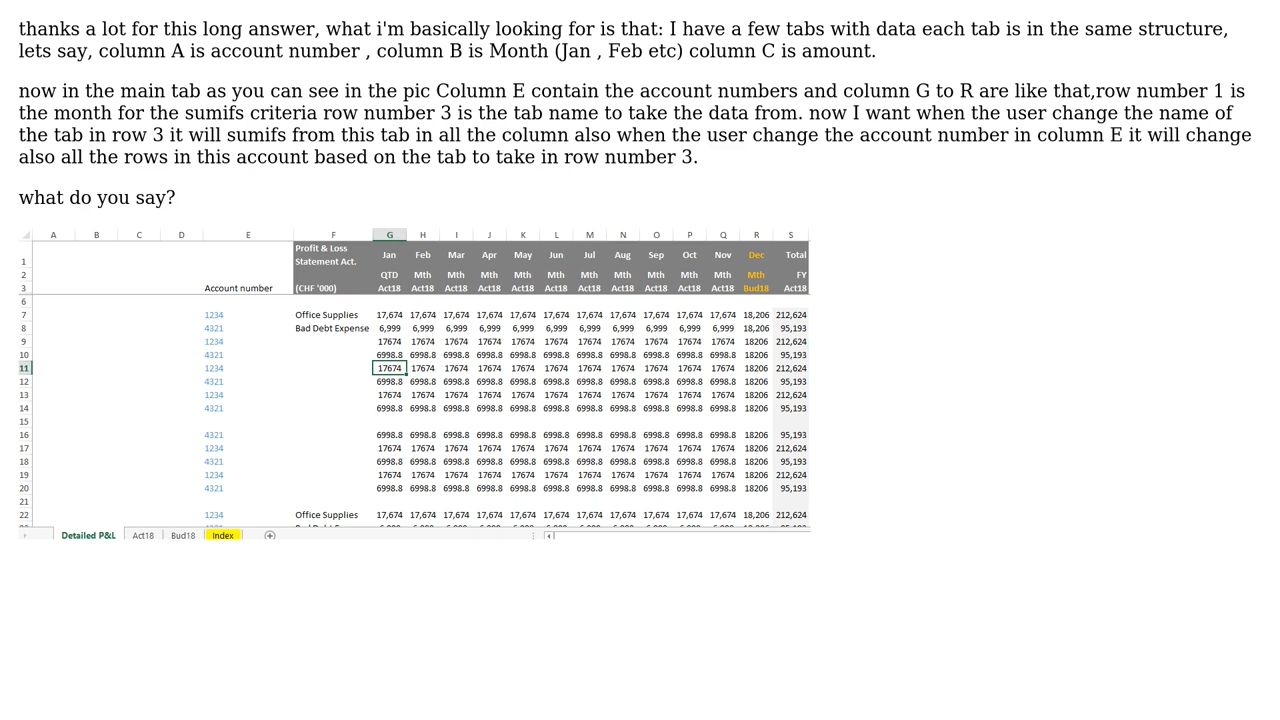 thanks a lot for this long answer, what i'm basically looking for is that: I have a few tabs with data each tab is in the same structure,
lets say, column A is account number , column B is Month (Jan , Feb etc) column C is amount.
now in the main tab as you can see in the pic Column E contain the account numbers and column G to R are like that,row number 1 is
the month for the sumifs criteria row number 3 is the tab name to take the data from. now I want when the user change the name of
the tab in row 3 it will sumifs from this tab in all the column also when the user change the account number in column E it will change
also all the rows in this account based on the tab to take in row number 3.
what do you say?
A B C D E F G H I J K L M N O P Q R S
Profit & Loss
1 Statement Act. Jan Feb Mar Apr May Jun Jul Aug Sep Oct Nov Dec Total
2 QTD Mth Mth Mth Mth Mth Mth Mth Mth Mth Mth Mth FY
3 Account number (CHF '000) Act18 Act18 Act18 Act18 Act18 Act18 Act18 Act18 Act18 Act18 Act18 Bud18 Act18
6
7 1234 Office Supplies 17,674 17,674 17,674 17,674 17,674 17,674 17,674 17,674 17,674 17,674 17,674 18,206 212,624
8 4321 Bad Debt Expense 6,999 6,999 6,999 6,999 6,999 6,999 6,999 6,999 6,999 6,999 6,999 18,206 95,193
9 1234 17674 17674 17674 17674 17674 17674 17674 17674 17674 17674 17674 18206 212,624
10 4321 6998.8 6998.8 6998.8 6998.8 6998.8 6998.8 6998.8 6998.8 6998.8 6998.8 6998.8 18206 95,193
11 1234 17674 17674 17674 17674 17674 17674 17674 17674 17674 17674 17674 18206 212,624
12 4321 6998.8 6998.8 6998.8 6998.8 6998.8 6998.8 6998.8 6998.8 6998.8 6998.8 6998.8 18206 95,193
13 1234 17674 17674 17674 17674 17674 17674 17674 17674 17674 17674 17674 18206 212,624
14 4321 6998.8 6998.8 6998.8 6998.8 6998.8 6998.8 6998.8 6998.8 6998.8 6998.8 6998.8 18206 95,193
15
16 4321 6998.8 6998.8 6998.8 6998.8 6998.8 6998.8 6998.8 6998.8 6998.8 6998.8 6998.8 18206 95,193
17 1234 17674 17674 17674 17674 17674 17674 17674 17674 17674 17674 17674 18206 212,624
18 4321 6998.8 6998.8 6998.8 6998.8 6998.8 6998.8 6998.8 6998.8 6998.8 6998.8 6998.8 18206 95,193
19 1234 17674 17674 17674 17674 17674 17674 17674 17674 17674 17674 17674 18206 212,624
20 4321 6998.8 6998.8 6998.8 6998.8 6998.8 6998.8 6998.8 6998.8 6998.8 6998.8 6998.8 18206 95,193
21
22 1234 Office Supplies 17,674 17,674 17,674 17,674 17,674 17,674 17,674 17,674 17,674 17,674 17,674 18,206 212,624
Detailed P&L Act18 Bud18 Index